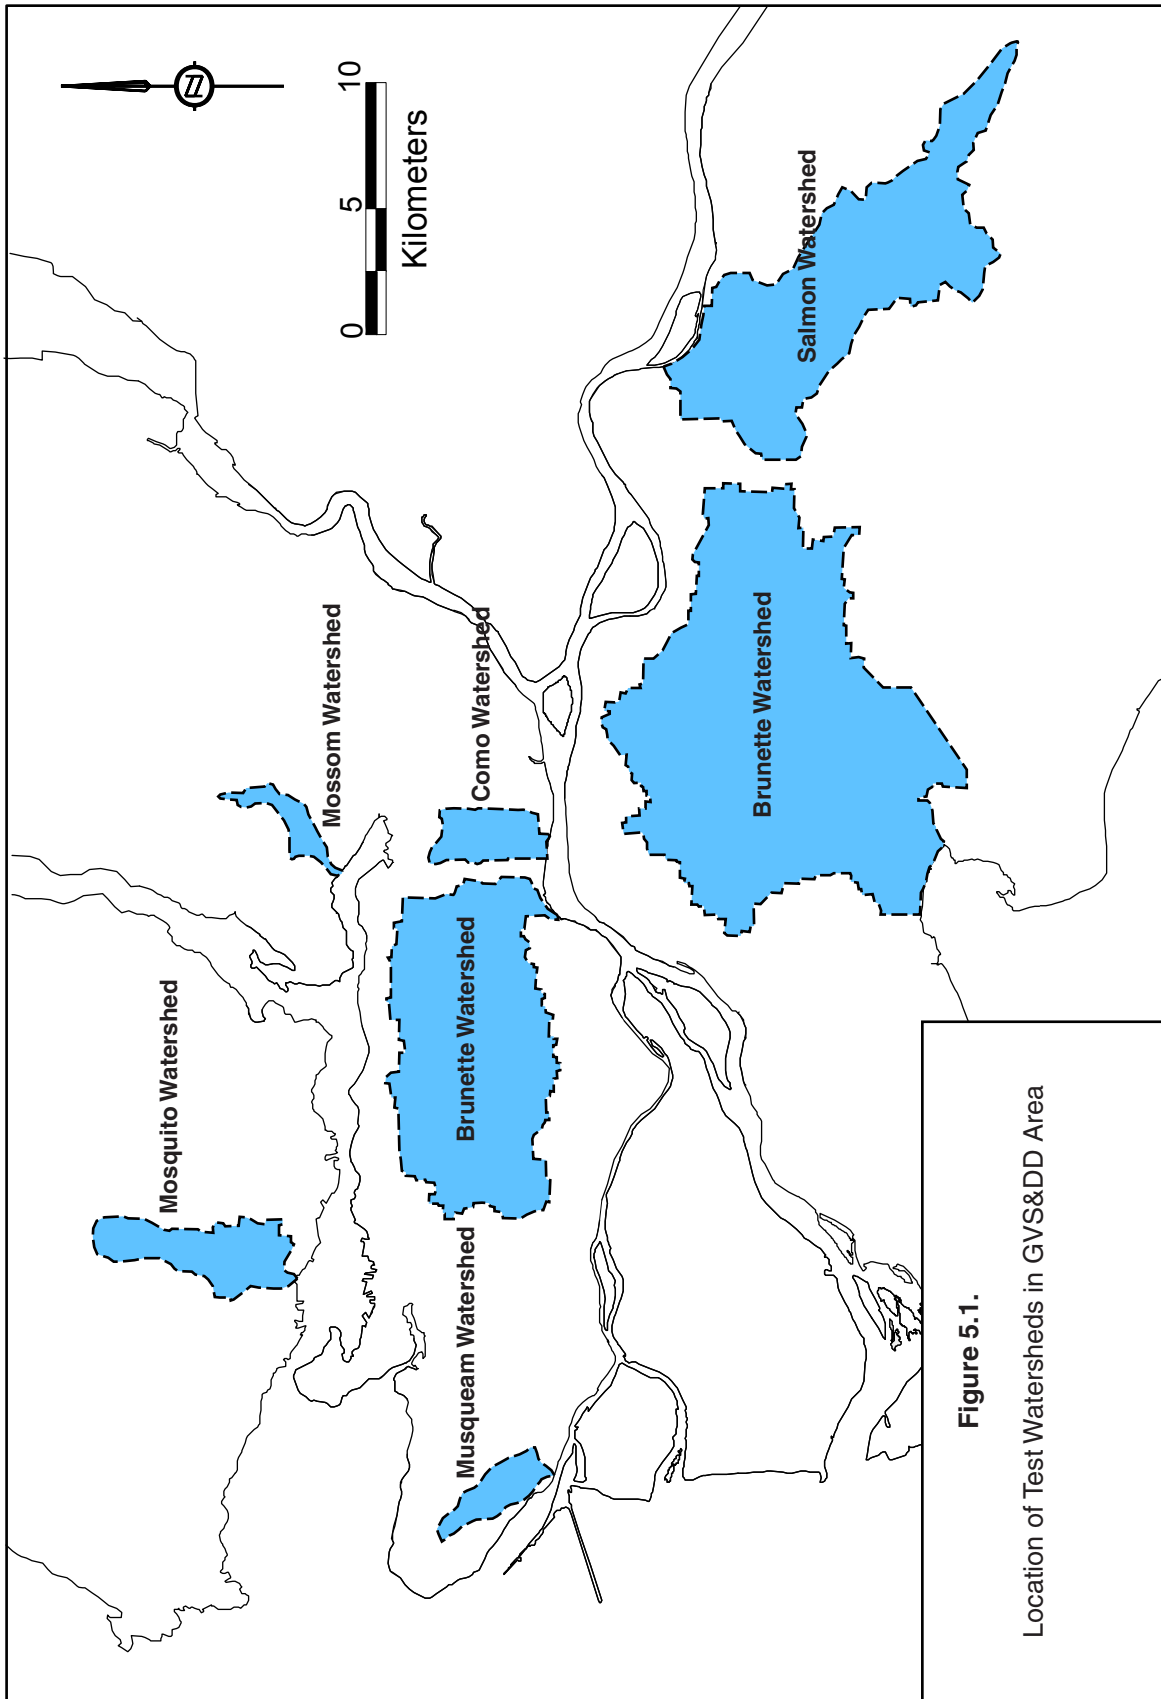 Mosquito Watershed
Mossom Watershed
0 5 10
Kilometers
Musqueam Watershed
Brunette Watershed
Como Watershed
Brunette Watershed
Salmon Watershed
Figure 5.1.
Location of Test Watersheds in GVS&DD Area